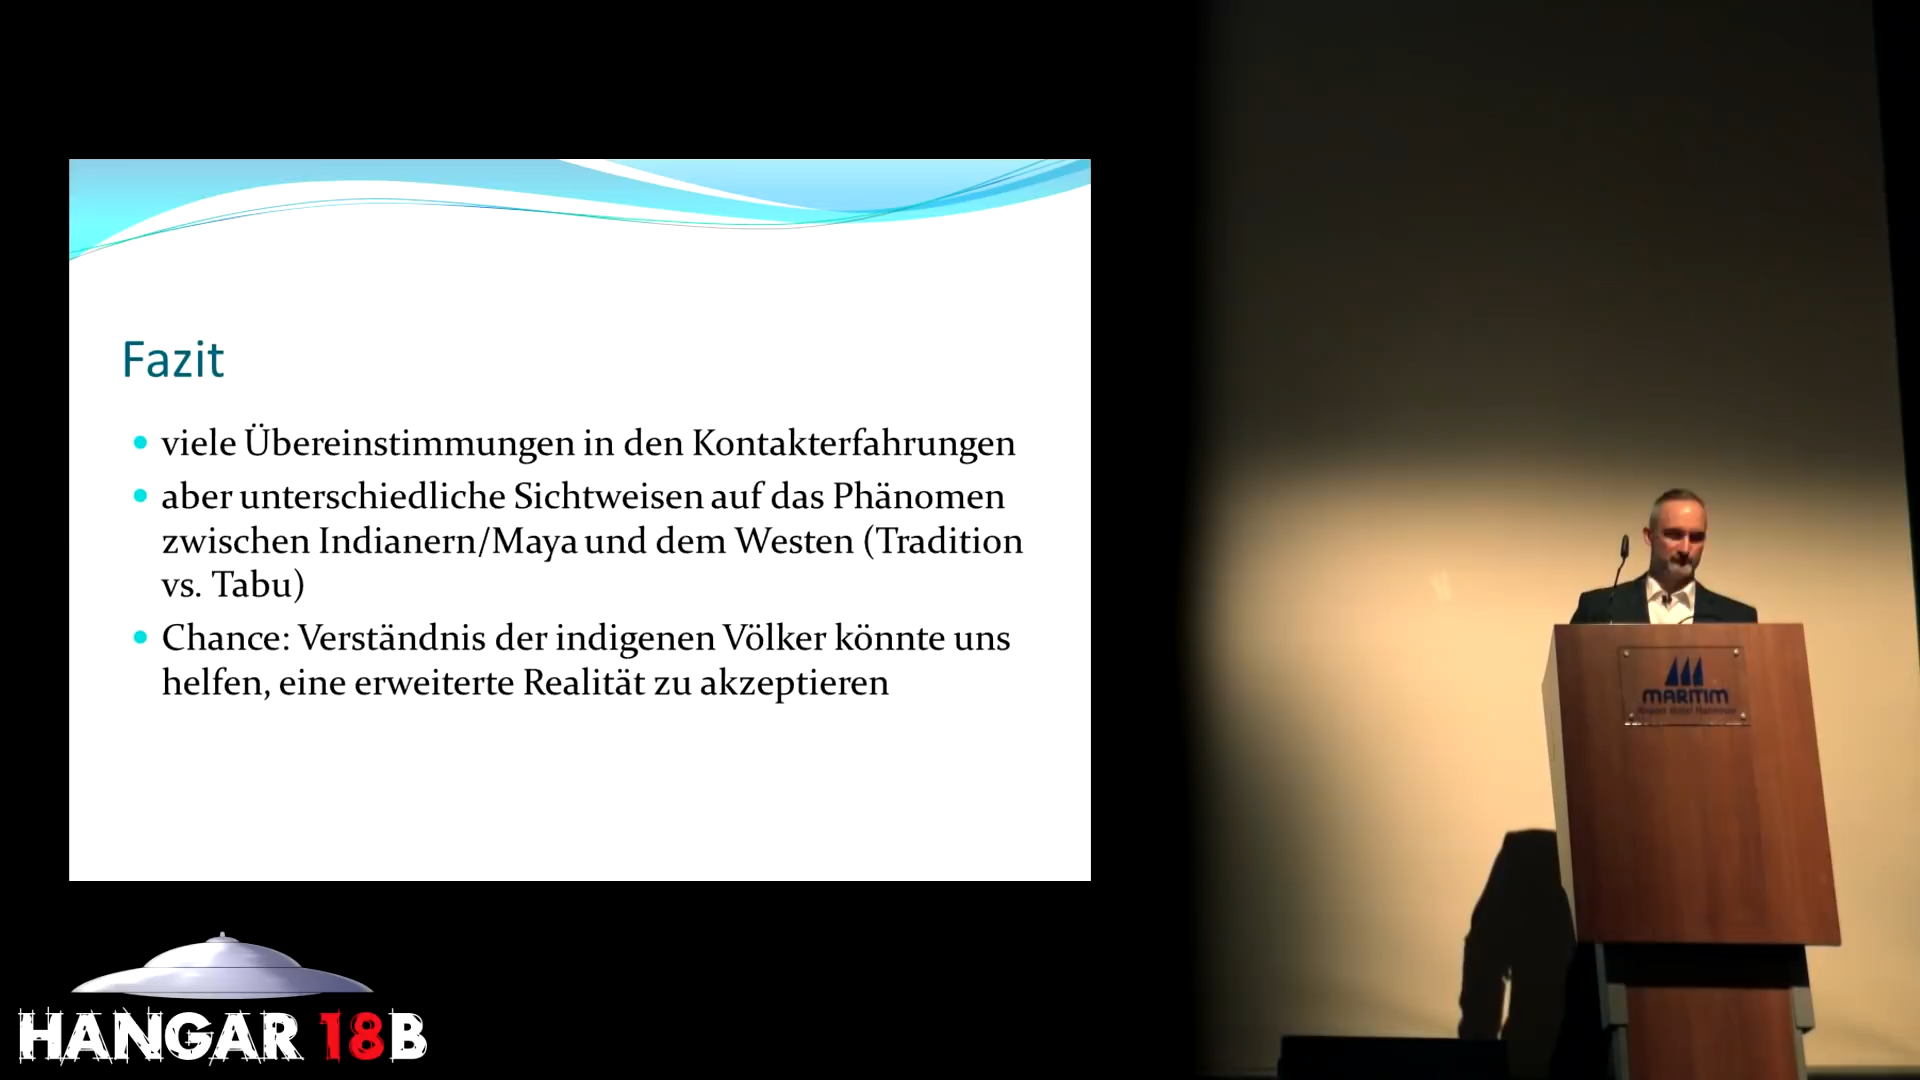 Fazit
viele Übereinstimmungen in den Kontakterfahrungen
aber unterschiedliche Sichtweisen auf das Phänomen
zwischen Indianern/Maya und dem Westen (Tradition
vs. Tabu)
Chance: Verständnis der indigenen Völker könnte uns
helfen, eine erweiterte Realität zu akzeptieren
MARITIM
HANGAR 18B